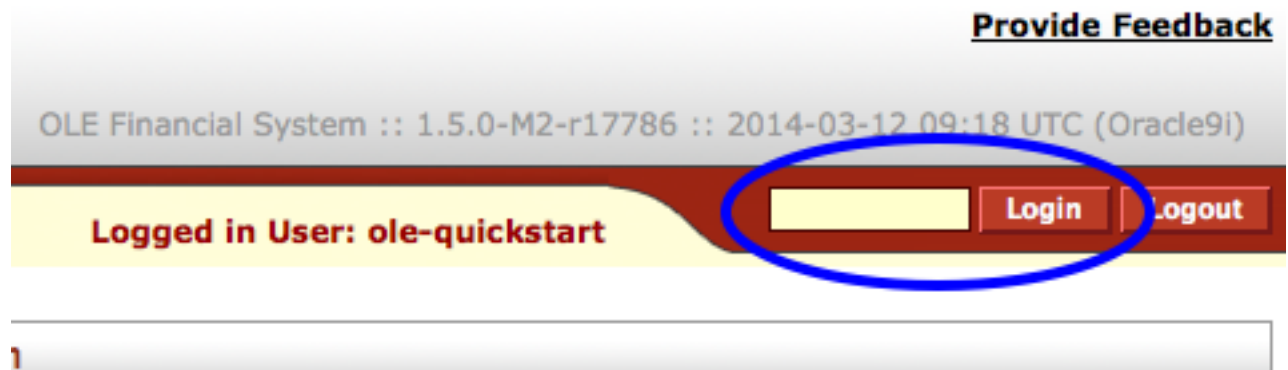 Provide Feedback
OLE Financial System :: 1.5.0-M2-r17786 :: 2014-03-12 09:18 UTC (Oracle9i)
Logged in User: ole-quickstart
Login
Logout